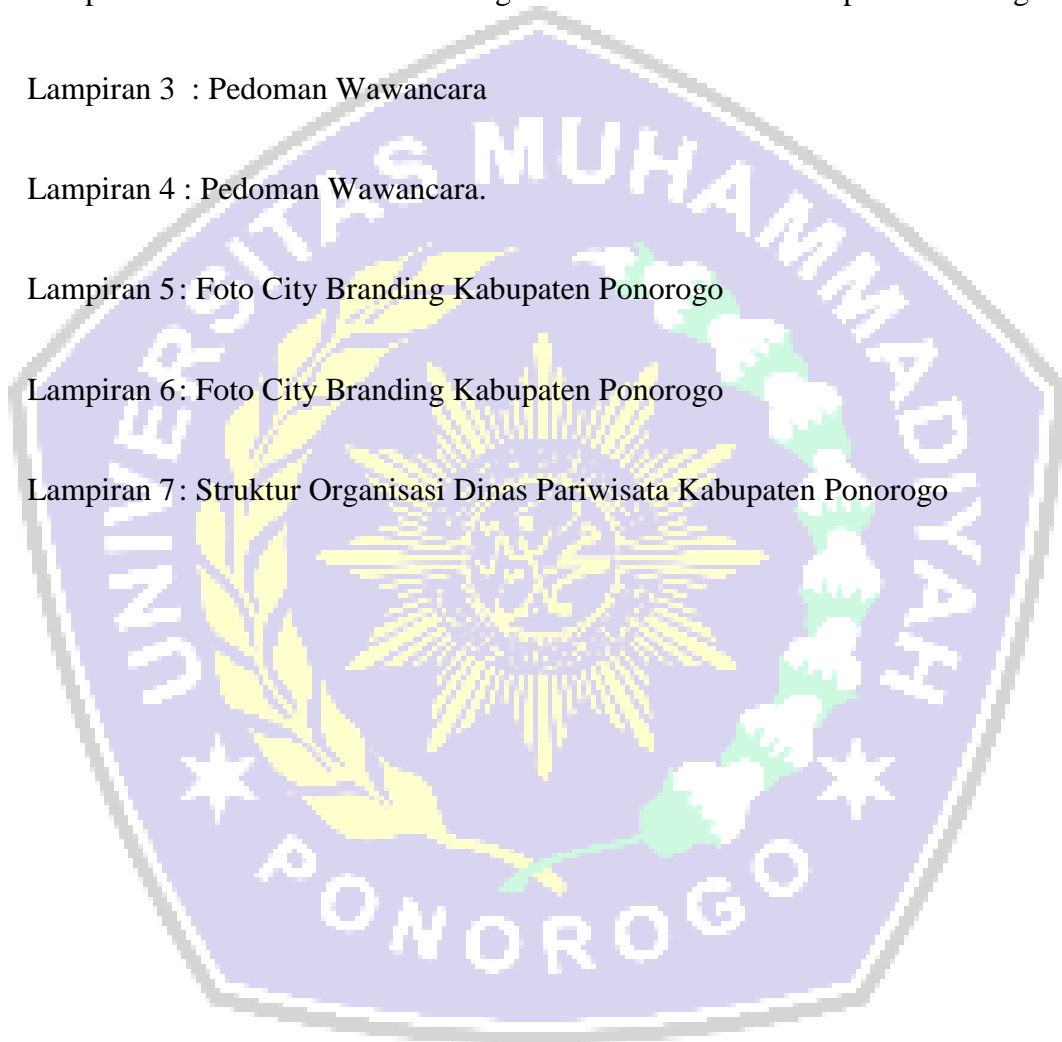 Lampiran 3 : Pedoman Wawancara
Lampiran 4 : Pedoman Wawancara.
Lampiran 5: Foto City Branding Kabupaten Ponorogo
Lampiran 6: Foto City Branding Kabupaten Ponorogo
Lampiran 7: Struktur Organisasi Dinas Pariwisata Kabupaten Ponorogo
UNIVERSITAS MUHAMMADIYAH
PONOROGO